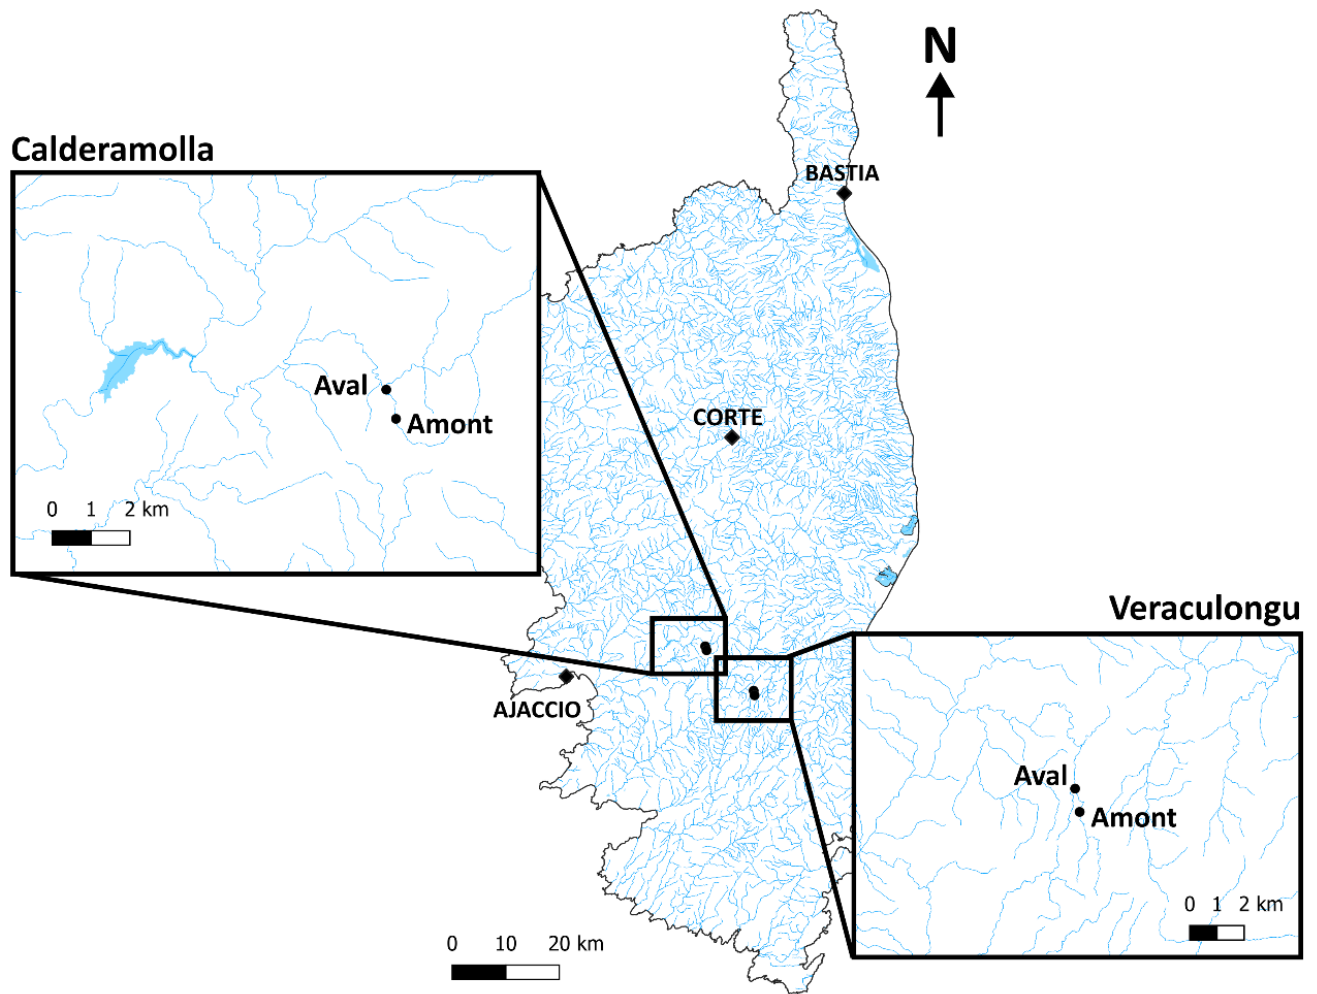 N
Calderamolla
BASTIA
Aval
Amont
CORTE
0 1 2 km
Veraculongu
AJACCIO
Aval
Amont
0 1 2 km
0 10 20 km